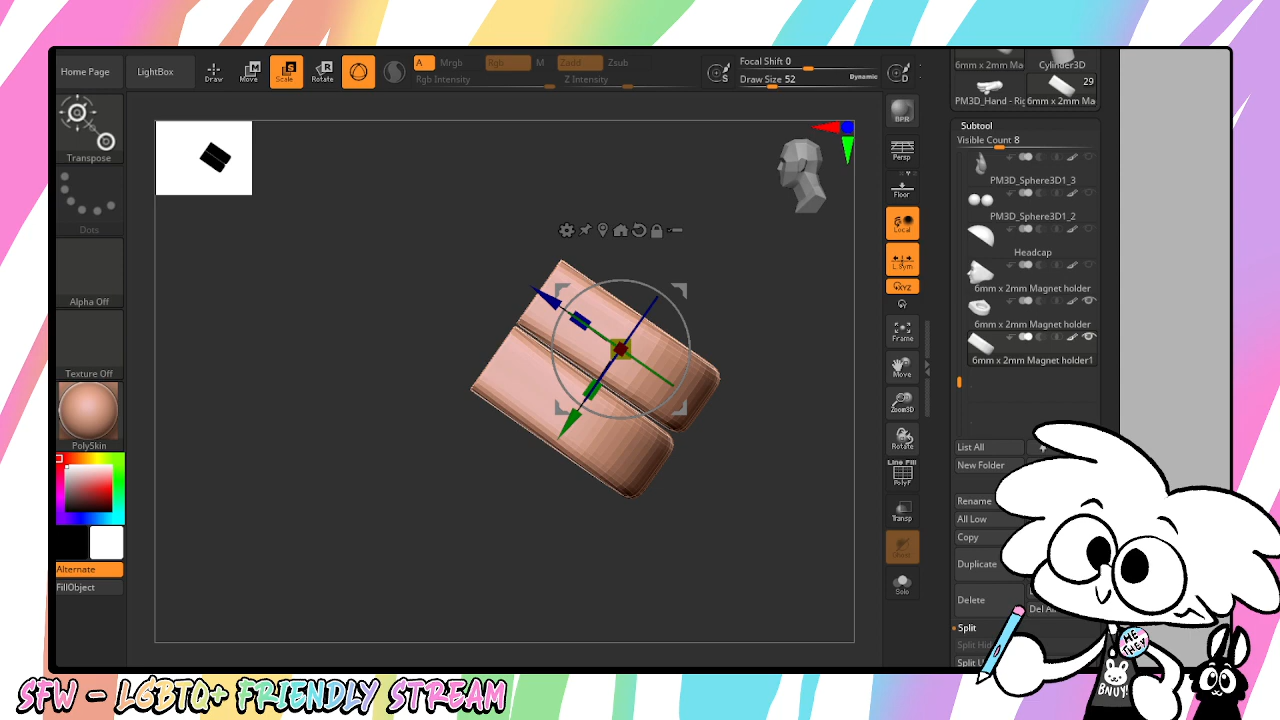 Home Page
LightBox
Draw
Move
Scale
Rotate
A
Mrgb
Rgb
M
Zadd
Zsub
Rgb Intensity
Z Intensity
Focal Shift 0
Draw Size 52
Dynamic
S
D
6mm x 2mm Ma
Cylinder3D
29
PM3D_Hand - Rig
6mm x 2mm Ma
Transpose
Dots
Alpha Off
Texture Off
PolySkin
Alternate
FillObject
BPR
Persp
Floor
Local
L.Sym
XYZ
Frame
Move
Zoom3D
Rotate
Line Fill
PolyF
Transp
Solo
Subtool
Visible Count 8
PM3D_Sphere3D1_3
PM3D_Sphere3D1_2
Headcap
6mm x 2mm Magnet holder
6mm x 2mm Magnet holder
6mm x 2mm Magnet holder1
List All
New Folder
Rename
All Low
Copy
Duplicate
Delete
Split
ME
THEY
BNUY!
SFW - LGBTQ+ FRIENDLY STREAM